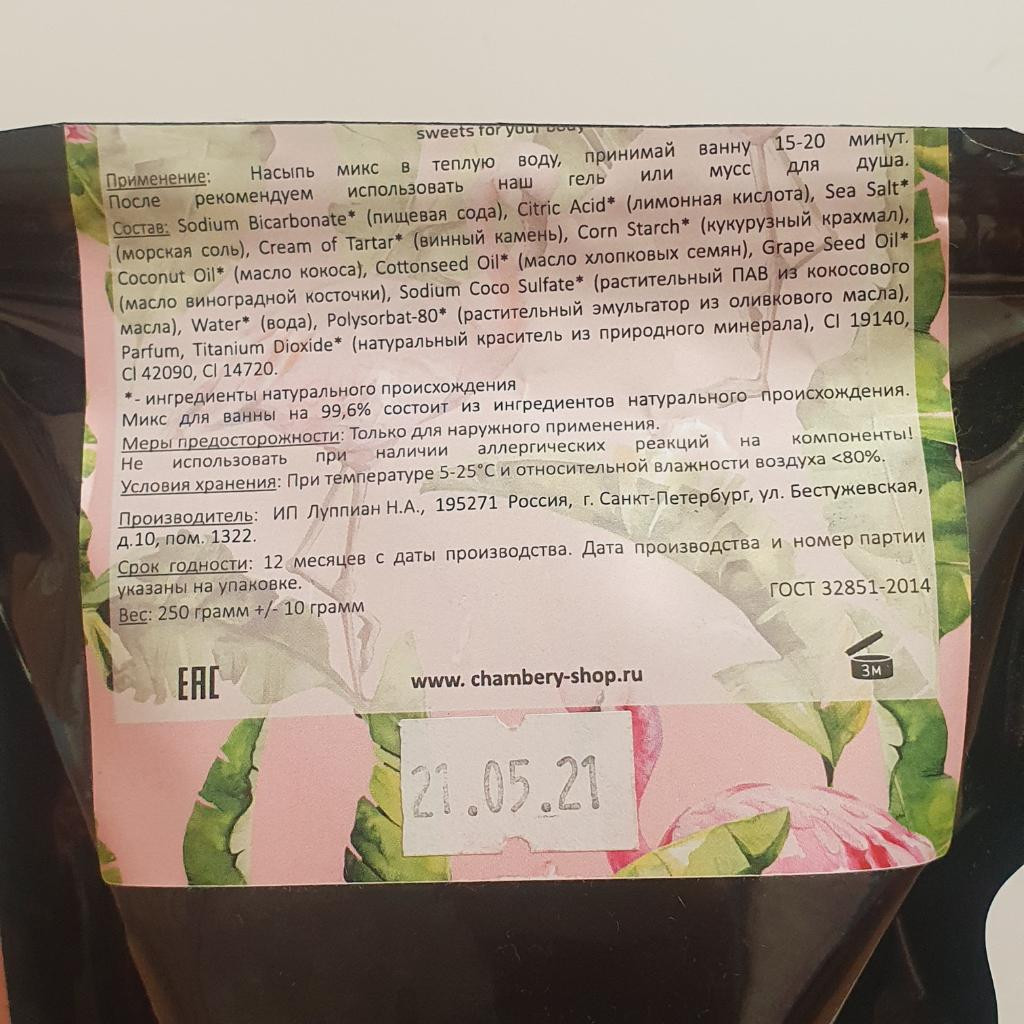 sweets for your body
Применение: Насыпь микс в теплую воду, принимай ванну 15-20 минут.
После рекомендуем использовать наш гель или мусс для душа.
Состав: Sodium Bicarbonate* (пищевая сода), Citric Acid* (лимонная кислота), Sea Salt*
(морская соль), Cream of Tartar* (винный камень), Corn Starch* (кукурузный крахмал),
Coconut Oil* (масло кокоса), Cottonseed Oil* (масло хлопковых семян), Grape Seed Oil*
(масло виноградной косточки), Sodium Coco Sulfate* (растительный ПАВ из кокосового
масла), Water* (вода), Polysorbat-80* (растительный эмульгатор из оливкового масла),
Parfum, Titanium Dioxide* (натуральный краситель из природного минерала), CI 19140,
Cl 42090, Cl 14720.
*- ингредиенты натурального происхождения
Микс для ванны на 99,6% состоит из ингредиентов натурального происхождения.
Меры предосторожности: Только для наружного применения.
Не использовать при наличии аллергических реакций на компоненты!
Условия хранения: При температуре 5-25°С и относительной влажности воздуха <80%.
Производитель: ИП Луппиан Н.А., 195271 Россия, г. Санкт-Петербург, ул. Бестужевская,
д.10, пом. 1322.
Срок годности: 12 месяцев с даты производства. Дата производства и номер партии
указаны на упаковке.
ГОСТ 32851-2014
Вес: 250 грамм +/- 10 грамм
ЕАС
www. chambery-shop.ru
3М
21.05.21